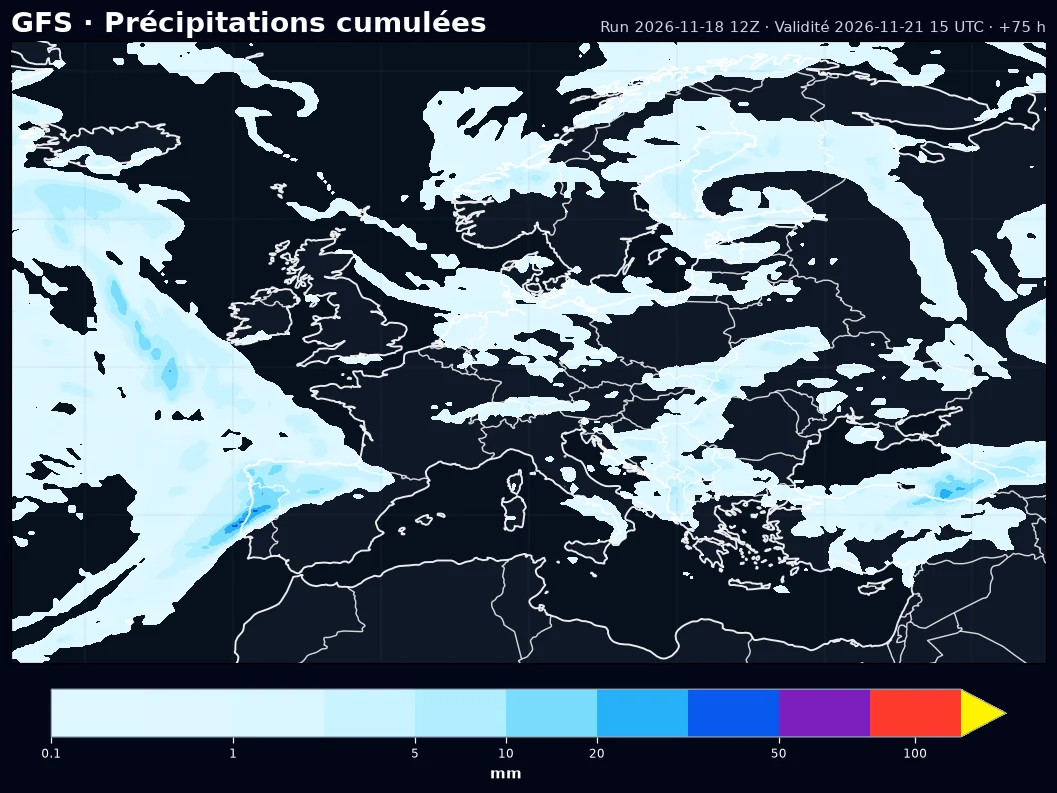 GFS · Précipitations cumulées
Run 2026-11-18 12Z · Validité 2026-11-21 15 UTC · +75 h
0.1 1 5 10 20 50 100
mm